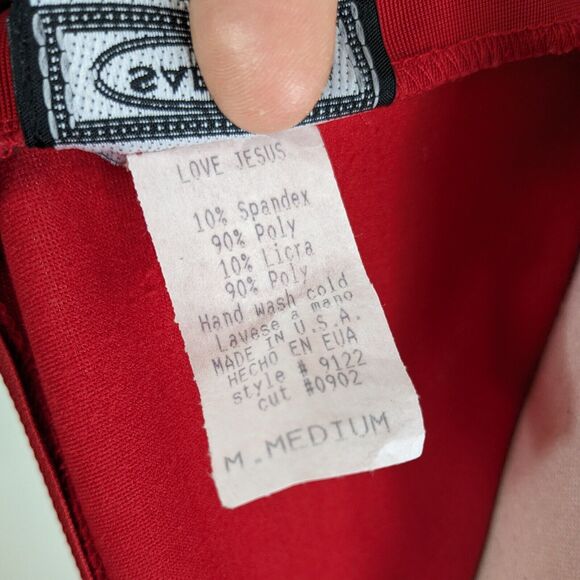 LOVE JESUS
10% Spandex
90% Poly
10% Licra
90% Poly
Hand wash cold
Lavese a mano
MADE IN U.S.A.
HECHO EN EUA
style # 9122
cut #0902
M.MEDIUM